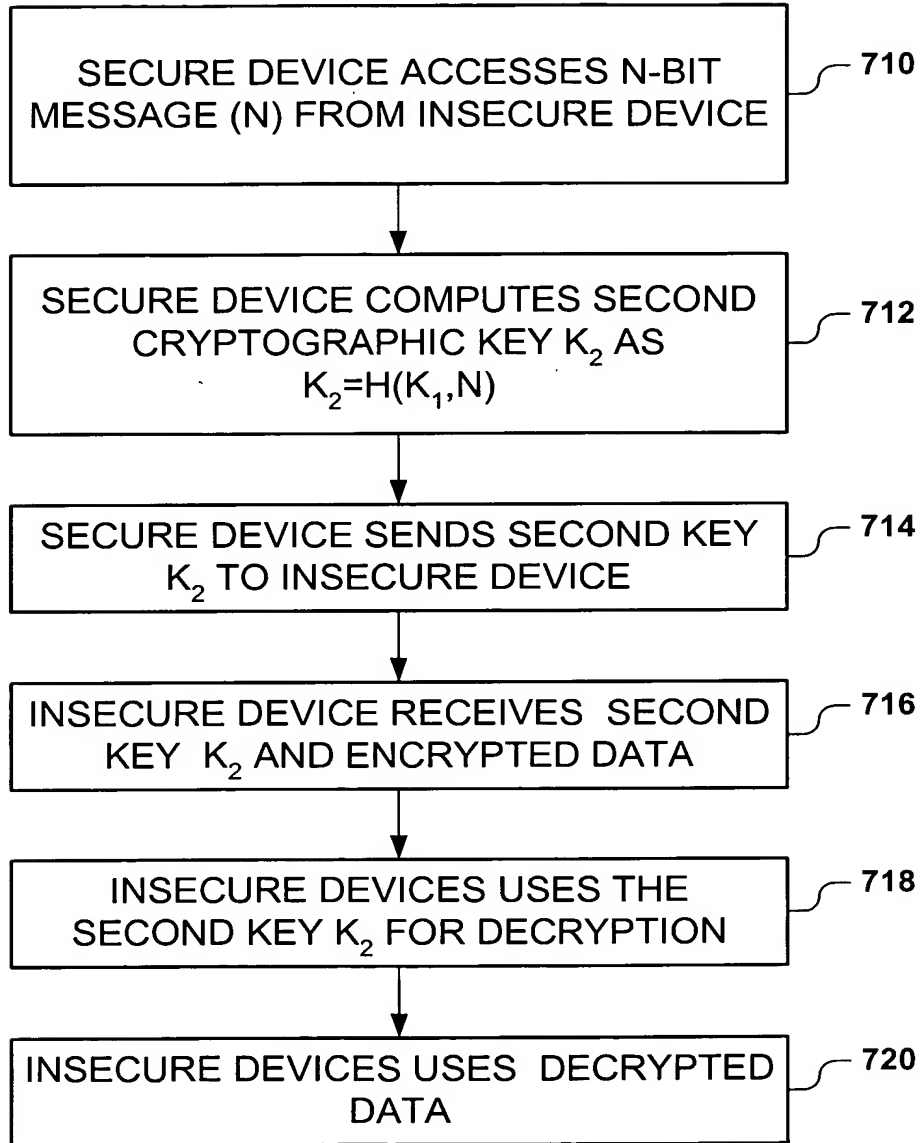 SECURE DEVICE ACCESSES N-BIT
MESSAGE (N) FROM INSECURE DEVICE
710
SECURE DEVICE COMPUTES SECOND
CRYPTOGRAPHIC KEY K₂ AS
K₂=H(K₁,N)
712
SECURE DEVICE SENDS SECOND KEY
K₂ TO INSECURE DEVICE
714
INSECURE DEVICE RECEIVES SECOND
KEY K₂ AND ENCRYPTED DATA
716
INSECURE DEVICES USES THE
SECOND KEY K₂ FOR DECRYPTION
718
INSECURE DEVICES USES DECRYPTED
DATA
720